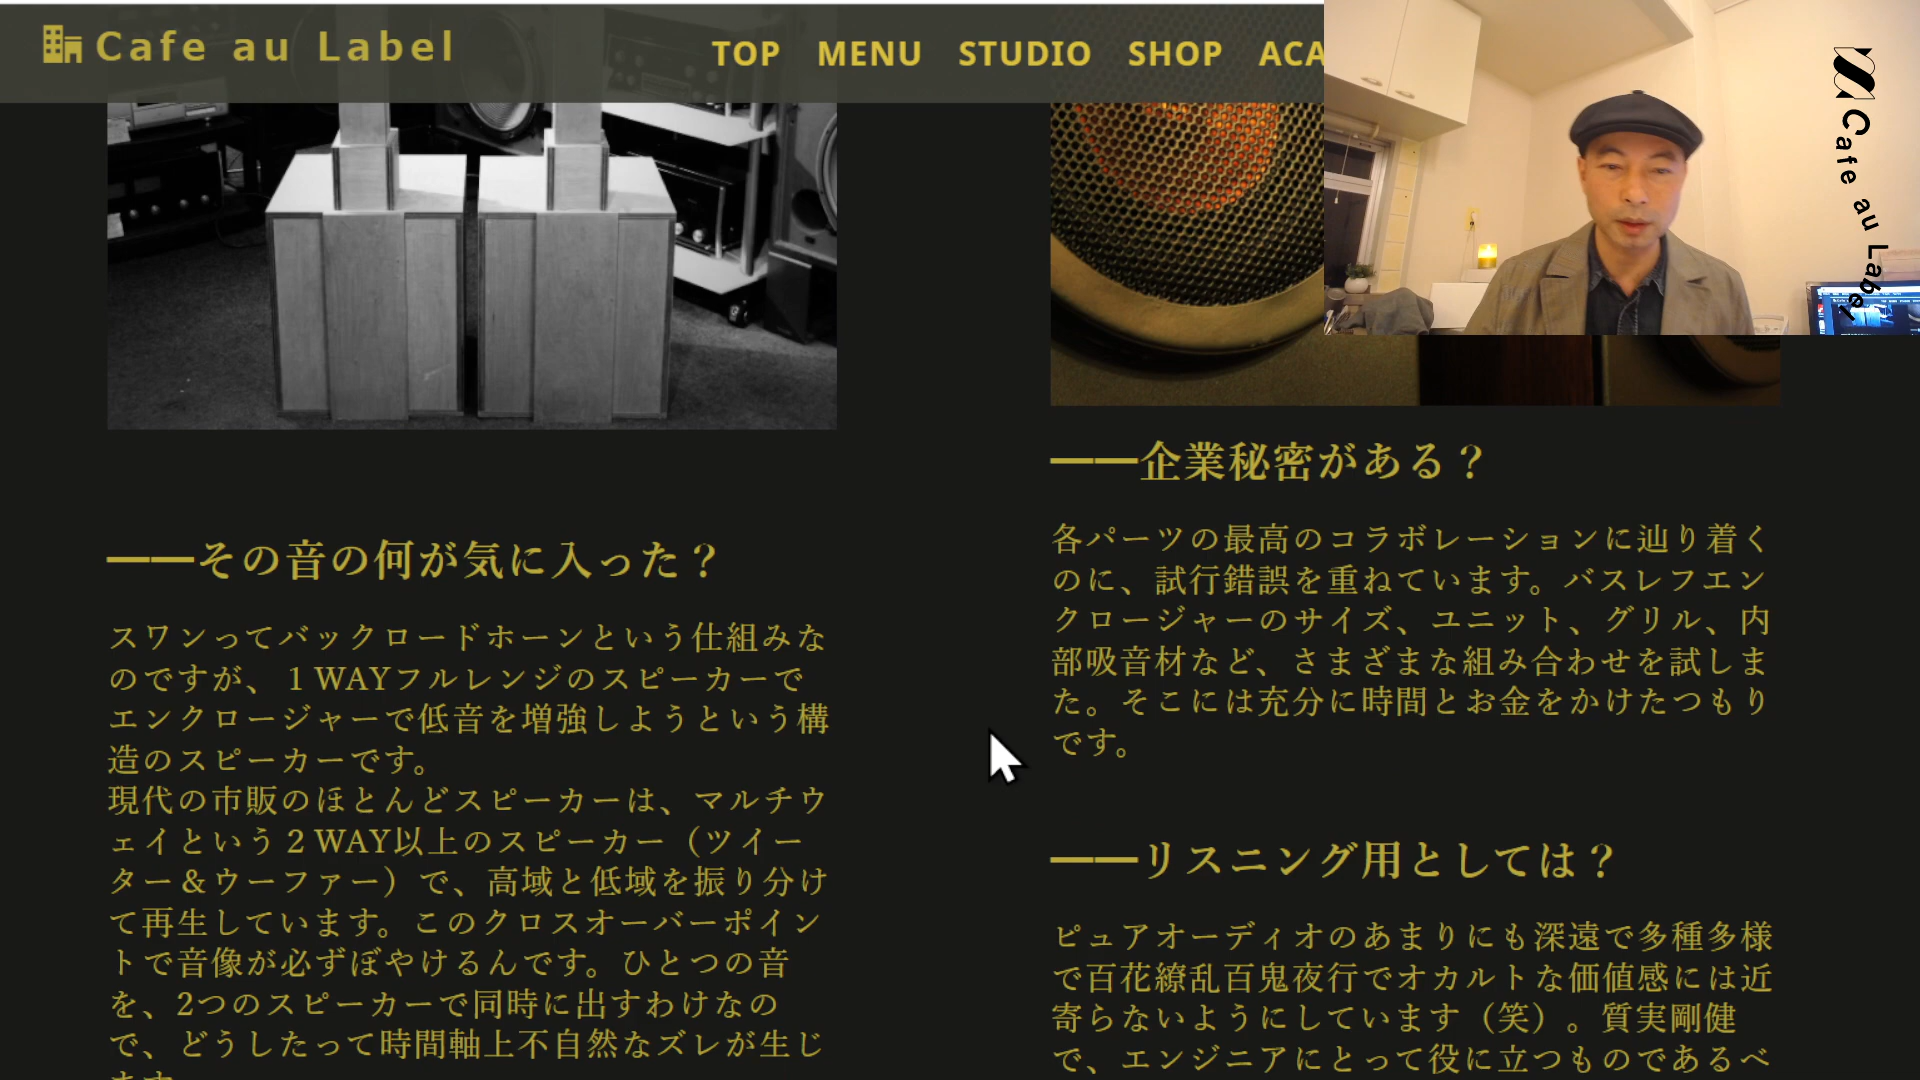 Cafe au Label
TOP MENU STUDIO SHOP ACA
Cafe au Label
――その音の何が気に入った？
スワンってバックロードホーンという仕組みな
のですが、１WAYフルレンジのスピーカーで
エンクロージャーで低音を増強しようという構
造のスピーカーです。
現代の市販のほとんどスピーカーは、マルチウ
ェイという２WAY以上のスピーカー（ツイー
ター＆ウーファー）で、高域と低域を振り分け
て再生しています。このクロスオーバーポイン
トで音像が必ずぼやけるんです。ひとつの音
を、2つのスピーカーで同時に出すわけなの
で、どうしたって時間軸上不自然なズレが生じ
ます
――企業秘密がある？
各パーツの最高のコラボレーションに辿り着く
のに、試行錯誤を重ねています。バスレフエン
クロージャーのサイズ、ユニット、グリル、内
部吸音材など、さまざまな組み合わせを試しま
た。そこには充分に時間とお金をかけたつもり
です。
――リスニング用としては？
ピュアオーディオのあまりにも深遠で多種多様
で百花繚乱百鬼夜行でオカルトな価値感には近
寄らないようにしています（笑）。質実剛健
で、エンジニアにとって役に立つものであるべ